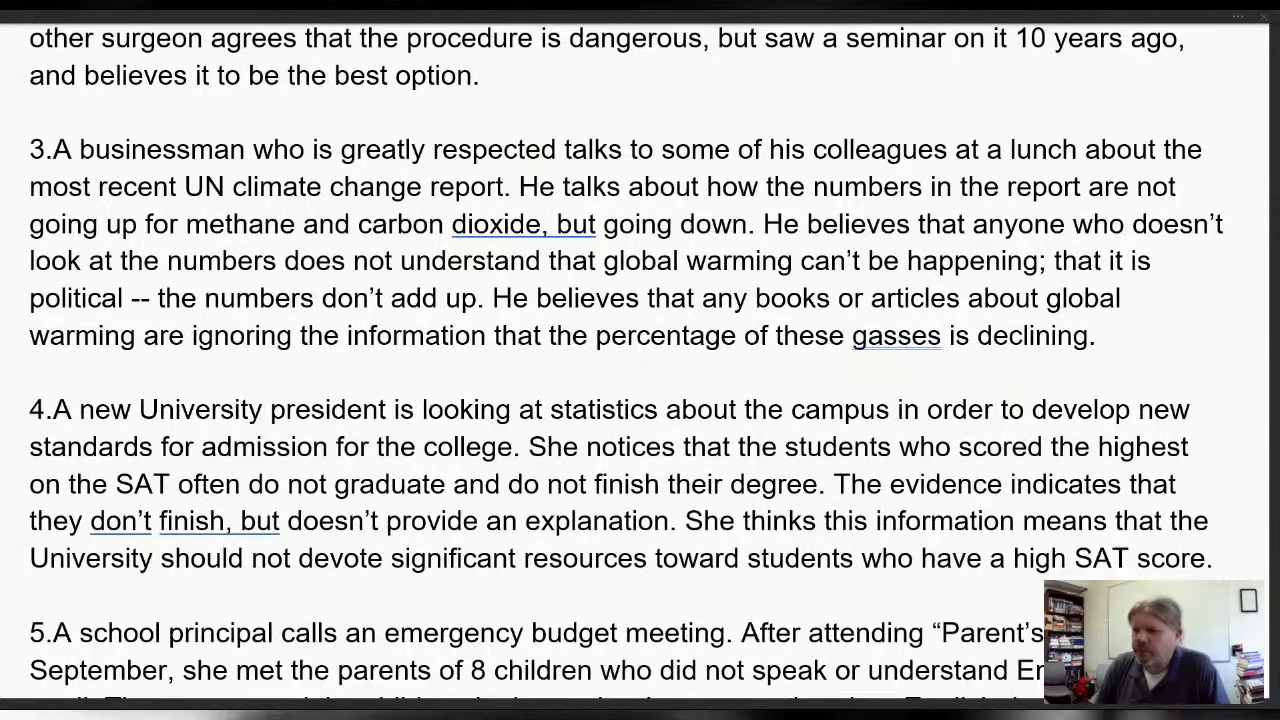 other surgeon agrees that the procedure is dangerous, but saw a seminar on it 10 years ago,
and believes it to be the best option.
3.A businessman who is greatly respected talks to some of his colleagues at a lunch about the
most recent UN climate change report. He talks about how the numbers in the report are not
going up for methane and carbon dioxide, but going down. He believes that anyone who doesn’t
look at the numbers does not understand that global warming can’t be happening; that it is
political -- the numbers don’t add up. He believes that any books or articles about global
warming are ignoring the information that the percentage of these gasses is declining.
4.A new University president is looking at statistics about the campus in order to develop new
standards for admission for the college. She notices that the students who scored the highest
on the SAT often do not graduate and do not finish their degree. The evidence indicates that
they don’t finish, but doesn’t provide an explanation. She thinks this information means that the
University should not devote significant resources toward students who have a high SAT score.
5.A school principal calls an emergency budget meeting. After attending “Parent’s
September, she met the parents of 8 children who did not speak or understand